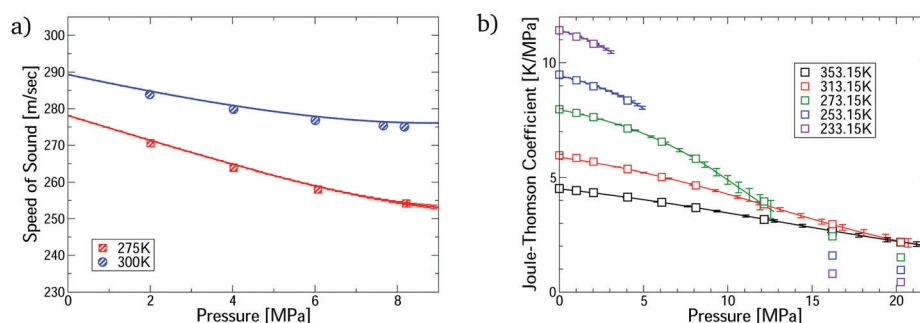 a)
Speed of Sound [m/sec]
290
280
270
260
250
240
230
275K
300K
0
2
4
6
8
Pressure [MPa]
b)
Joule-Thomson Coefficient [K/MPa]
10
5
0
353.15K
313.15K
273.15K
253.15K
233.15K
0
5
10
15
20
Pressure [MPa]